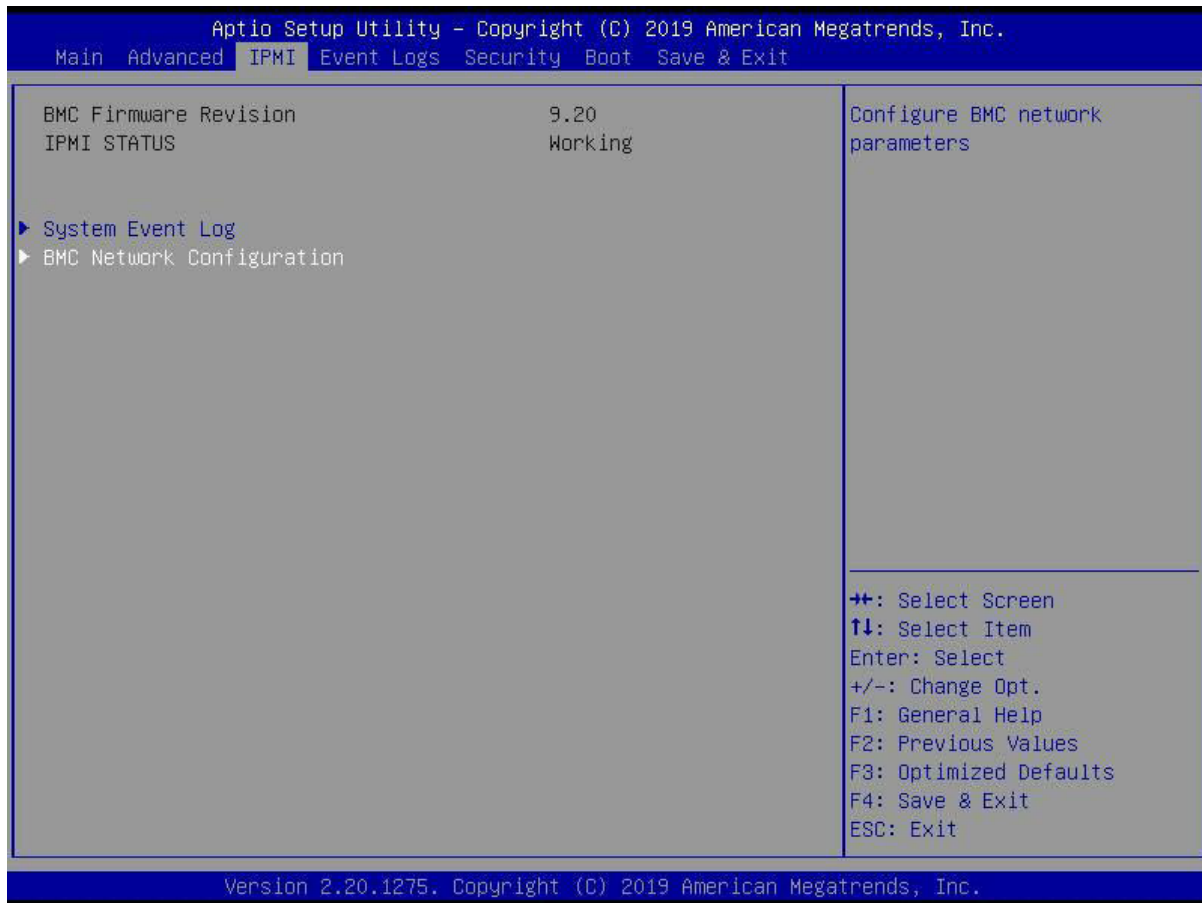 Aptio Setup Utility – Copyright (C) 2019 American Megatrends, Inc.
Main Advanced IPMI Event Logs Security Boot Save & Exit
BMC Firmware Revision 9.20
IPMI STATUS Working
▶ System Event Log
▶ BMC Network Configuration
Configure BMC network
parameters
→←: Select Screen
↑↓: Select Item
Enter: Select
+/-: Change Opt.
F1: General Help
F2: Previous Values
F3: Optimized Defaults
F4: Save & Exit
ESC: Exit
Version 2.20.1275. Copyright (C) 2019 American Megatrends, Inc.